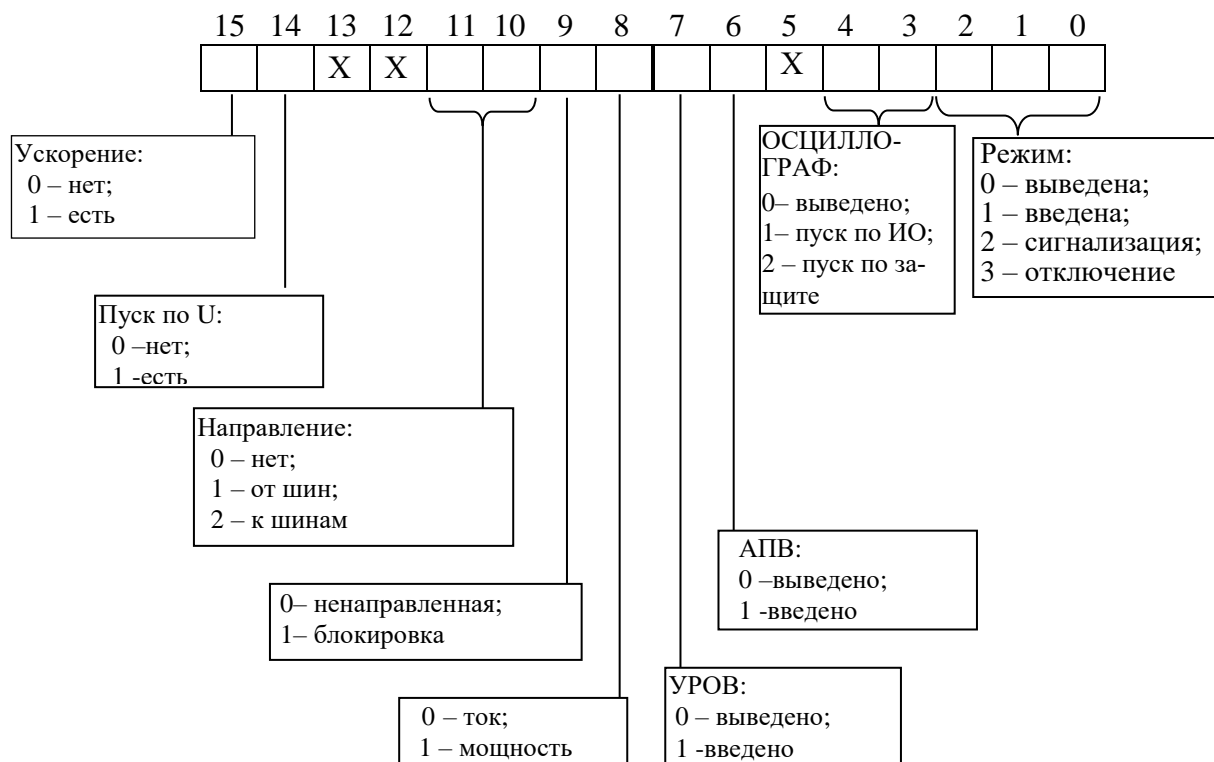 15 14 13 12 11 10 9 8 7 6 5 4 3 2 1 0
X X X
Ускорение:
0 – нет;
1 – есть
ОСЦИЛЛО-
ГРАФ:
0– выведено;
1– пуск по ИО;
2 – пуск по за-
щите
Режим:
0 – выведена;
1 – введена;
2 – сигнализация;
3 – отключение
Пуск по U:
0 –нет;
1 -есть
Направление:
0 – нет;
1 – от шин;
2 – к шинам
АПВ:
0 –выведено;
1 -введено
0– ненаправленная;
1– блокировка
УРОВ:
0 – выведено;
1 -введено
0 – ток;
1 – мощность